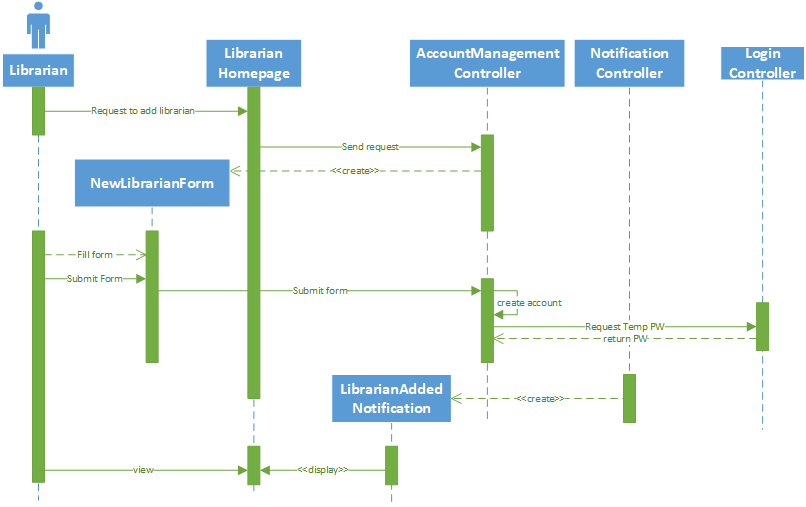 Librarian
Librarian
Homepage
AccountManagement
Controller
Notification
Controller
Login
Controller
Request to add librarian
Send request
<<create>>
NewLibrarianForm
Fill form
Submit Form
Submit form
create account
Request Temp PW
return PW
LibrarianAdded
Notification
<<create>>
view
<<display>>